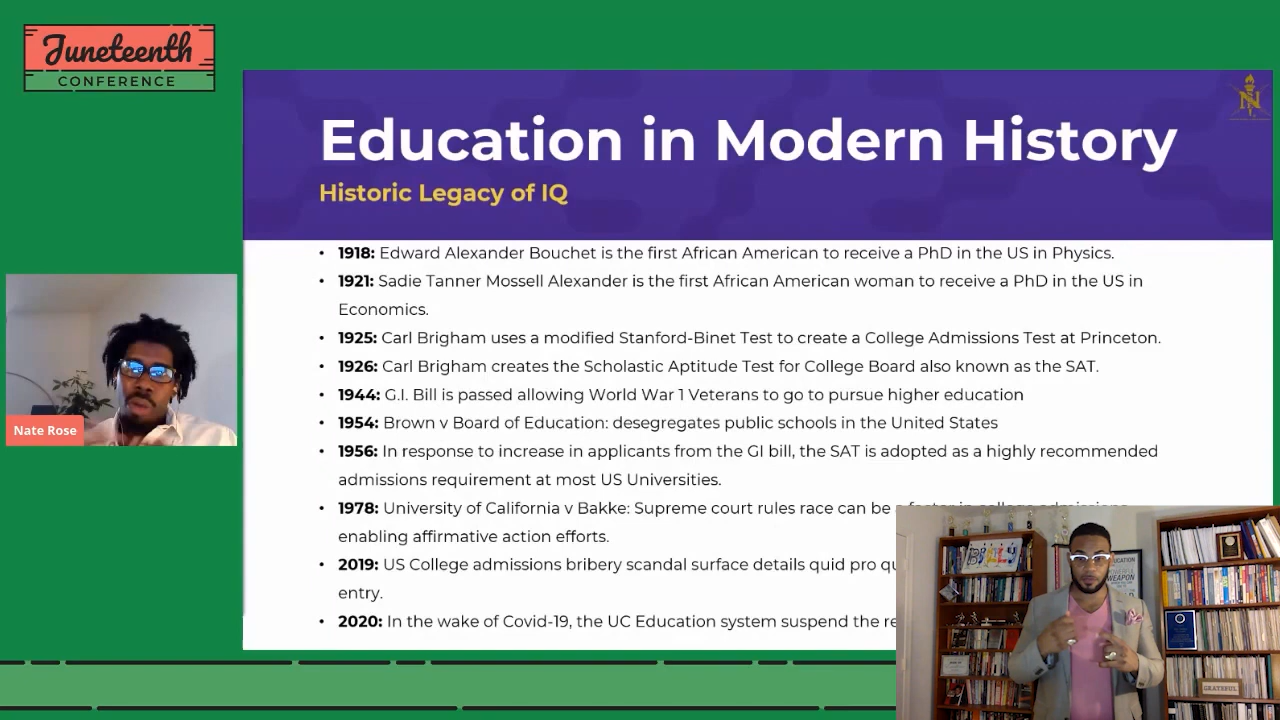 Juneteenth
CONFERENCE
Education in Modern History
Historic Legacy of IQ
• 1918: Edward Alexander Bouchet is the first African American to receive a PhD in the US in Physics.
• 1921: Sadie Tanner Mossell Alexander is the first African American woman to receive a PhD in the US in
Economics.
• 1925: Carl Brigham uses a modified Stanford-Binet Test to create a College Admissions Test at Princeton.
• 1926: Carl Brigham creates the Scholastic Aptitude Test for College Board also known as the SAT.
• 1944: G.I. Bill is passed allowing World War 1 Veterans to go to pursue higher education
• 1954: Brown v Board of Education: desegregates public schools in the United States
• 1956: In response to increase in applicants from the GI bill, the SAT is adopted as a highly recommended
admissions requirement at most US Universities.
• 1978: University of California v Bakke: Supreme court rules race can be a factor in college admissions
enabling affirmative action efforts.
• 2019: US College admissions bribery scandal surface details quid pro
entry.
• 2020: In the wake of Covid-19, the UC Education system suspend the
Nate Rose
WEAPON
GRATEFUL